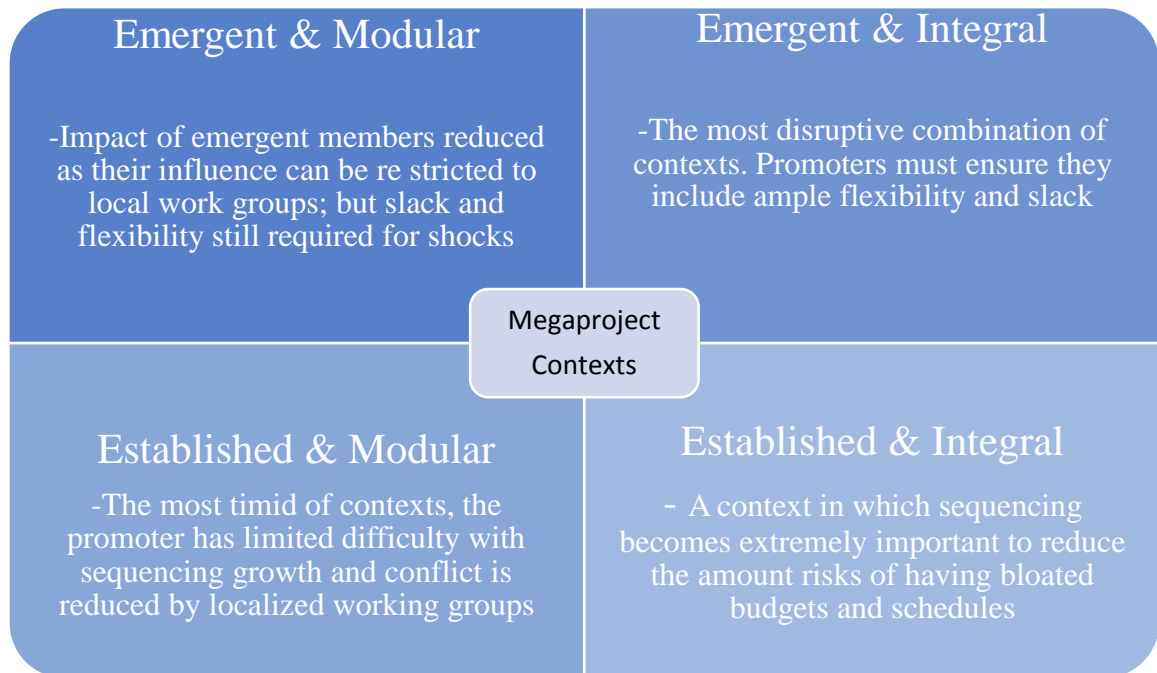 Emergent & Modular
-Impact of emergent members reduced
as their influence can be re stricted to
local work groups; but slack and
flexibility still required for shocks
Emergent & Integral
-The most disruptive combination of
contexts. Promoters must ensure they
include ample flexibility and slack
Megaproject
Contexts
Established & Modular
-The most timid of contexts, the
promoter has limited difficulty with
sequencing growth and conflict is
reduced by localized working groups
Established & Integral
- A context in which sequencing
becomes extremely important to reduce
the amount risks of having bloated
budgets and schedules